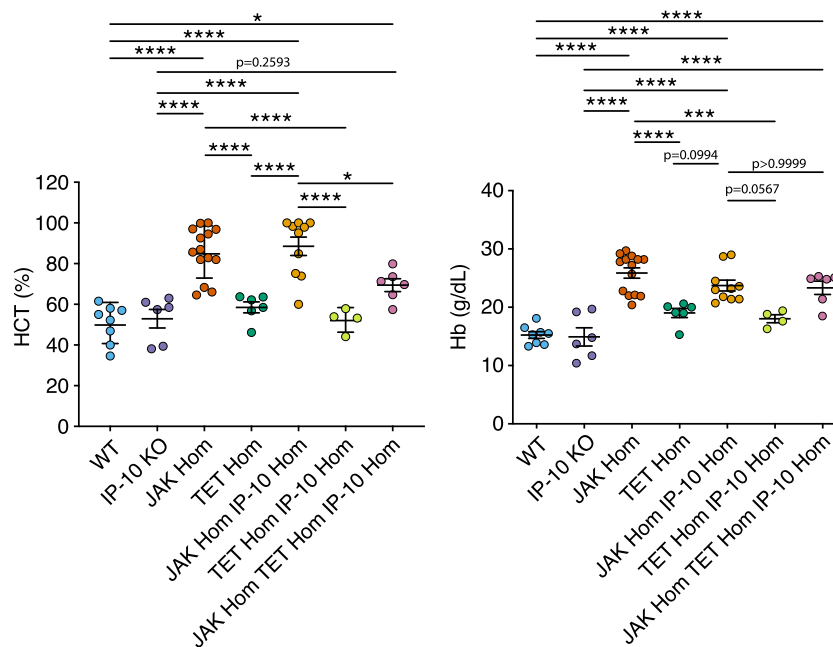 *
****
****
p=0.2593
****
****
****
****
****
*
****
120
100
80
60
40
20
0
HCT (%)
WT
IP-10 KO
JAK Hom
TET Hom
JAK Hom IP-10 Hom
TET Hom IP-10 Hom
JAK Hom TET Hom IP-10 Hom
****
****
****
****
****
****
***
****
p=0.0994
p>0.9999
p=0.0567
40
30
20
10
0
Hb (g/dL)
WT
IP-10 KO
JAK Hom
TET Hom
JAK Hom IP-10 Hom
TET Hom IP-10 Hom
JAK Hom TET Hom IP-10 Hom